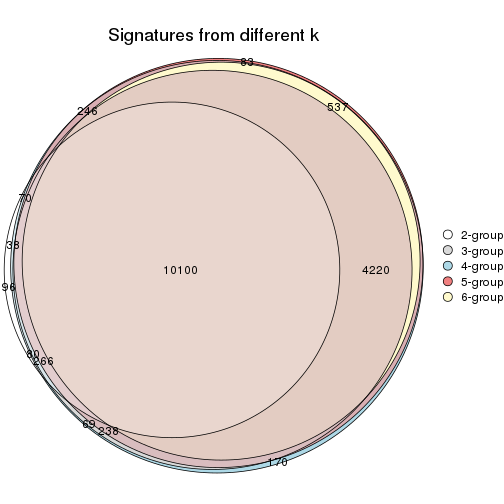 Signatures from different k
83
537
246
70
38
10100
4220
96
80
266
69
238
170
2-group
3-group
4-group
5-group
6-group